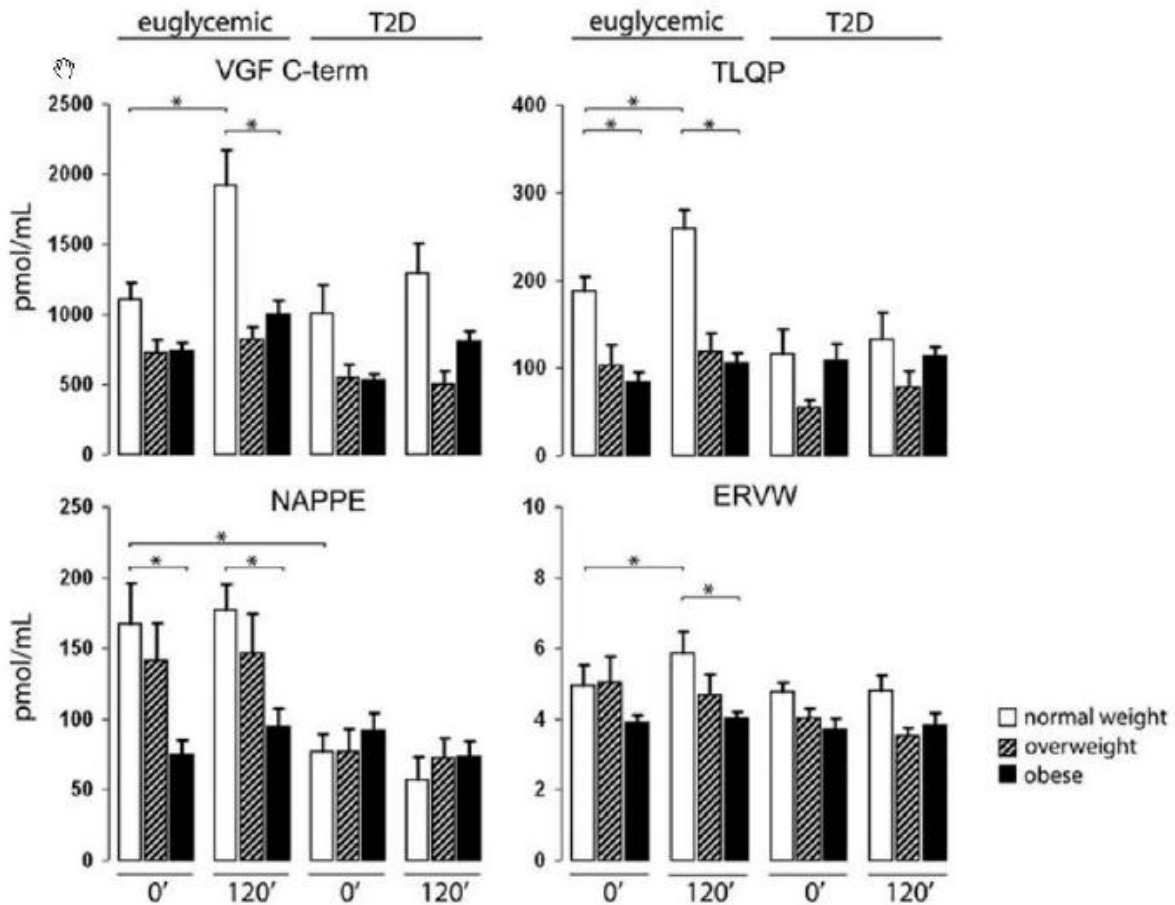 euglycemic T2D euglycemic T2D
VGF C-term TLQP
2500
2000
1500
1000
500
0
pmol/mL
* *
400
300
200
100
0
* * *
NAPPE ERVW
250
200
150
100
50
0
pmol/mL
* * *
10
8
6
4
2
0
* *
normal weight
overweight
obese
0′ 120′ 0′ 120′ 0′ 120′ 0′ 120′